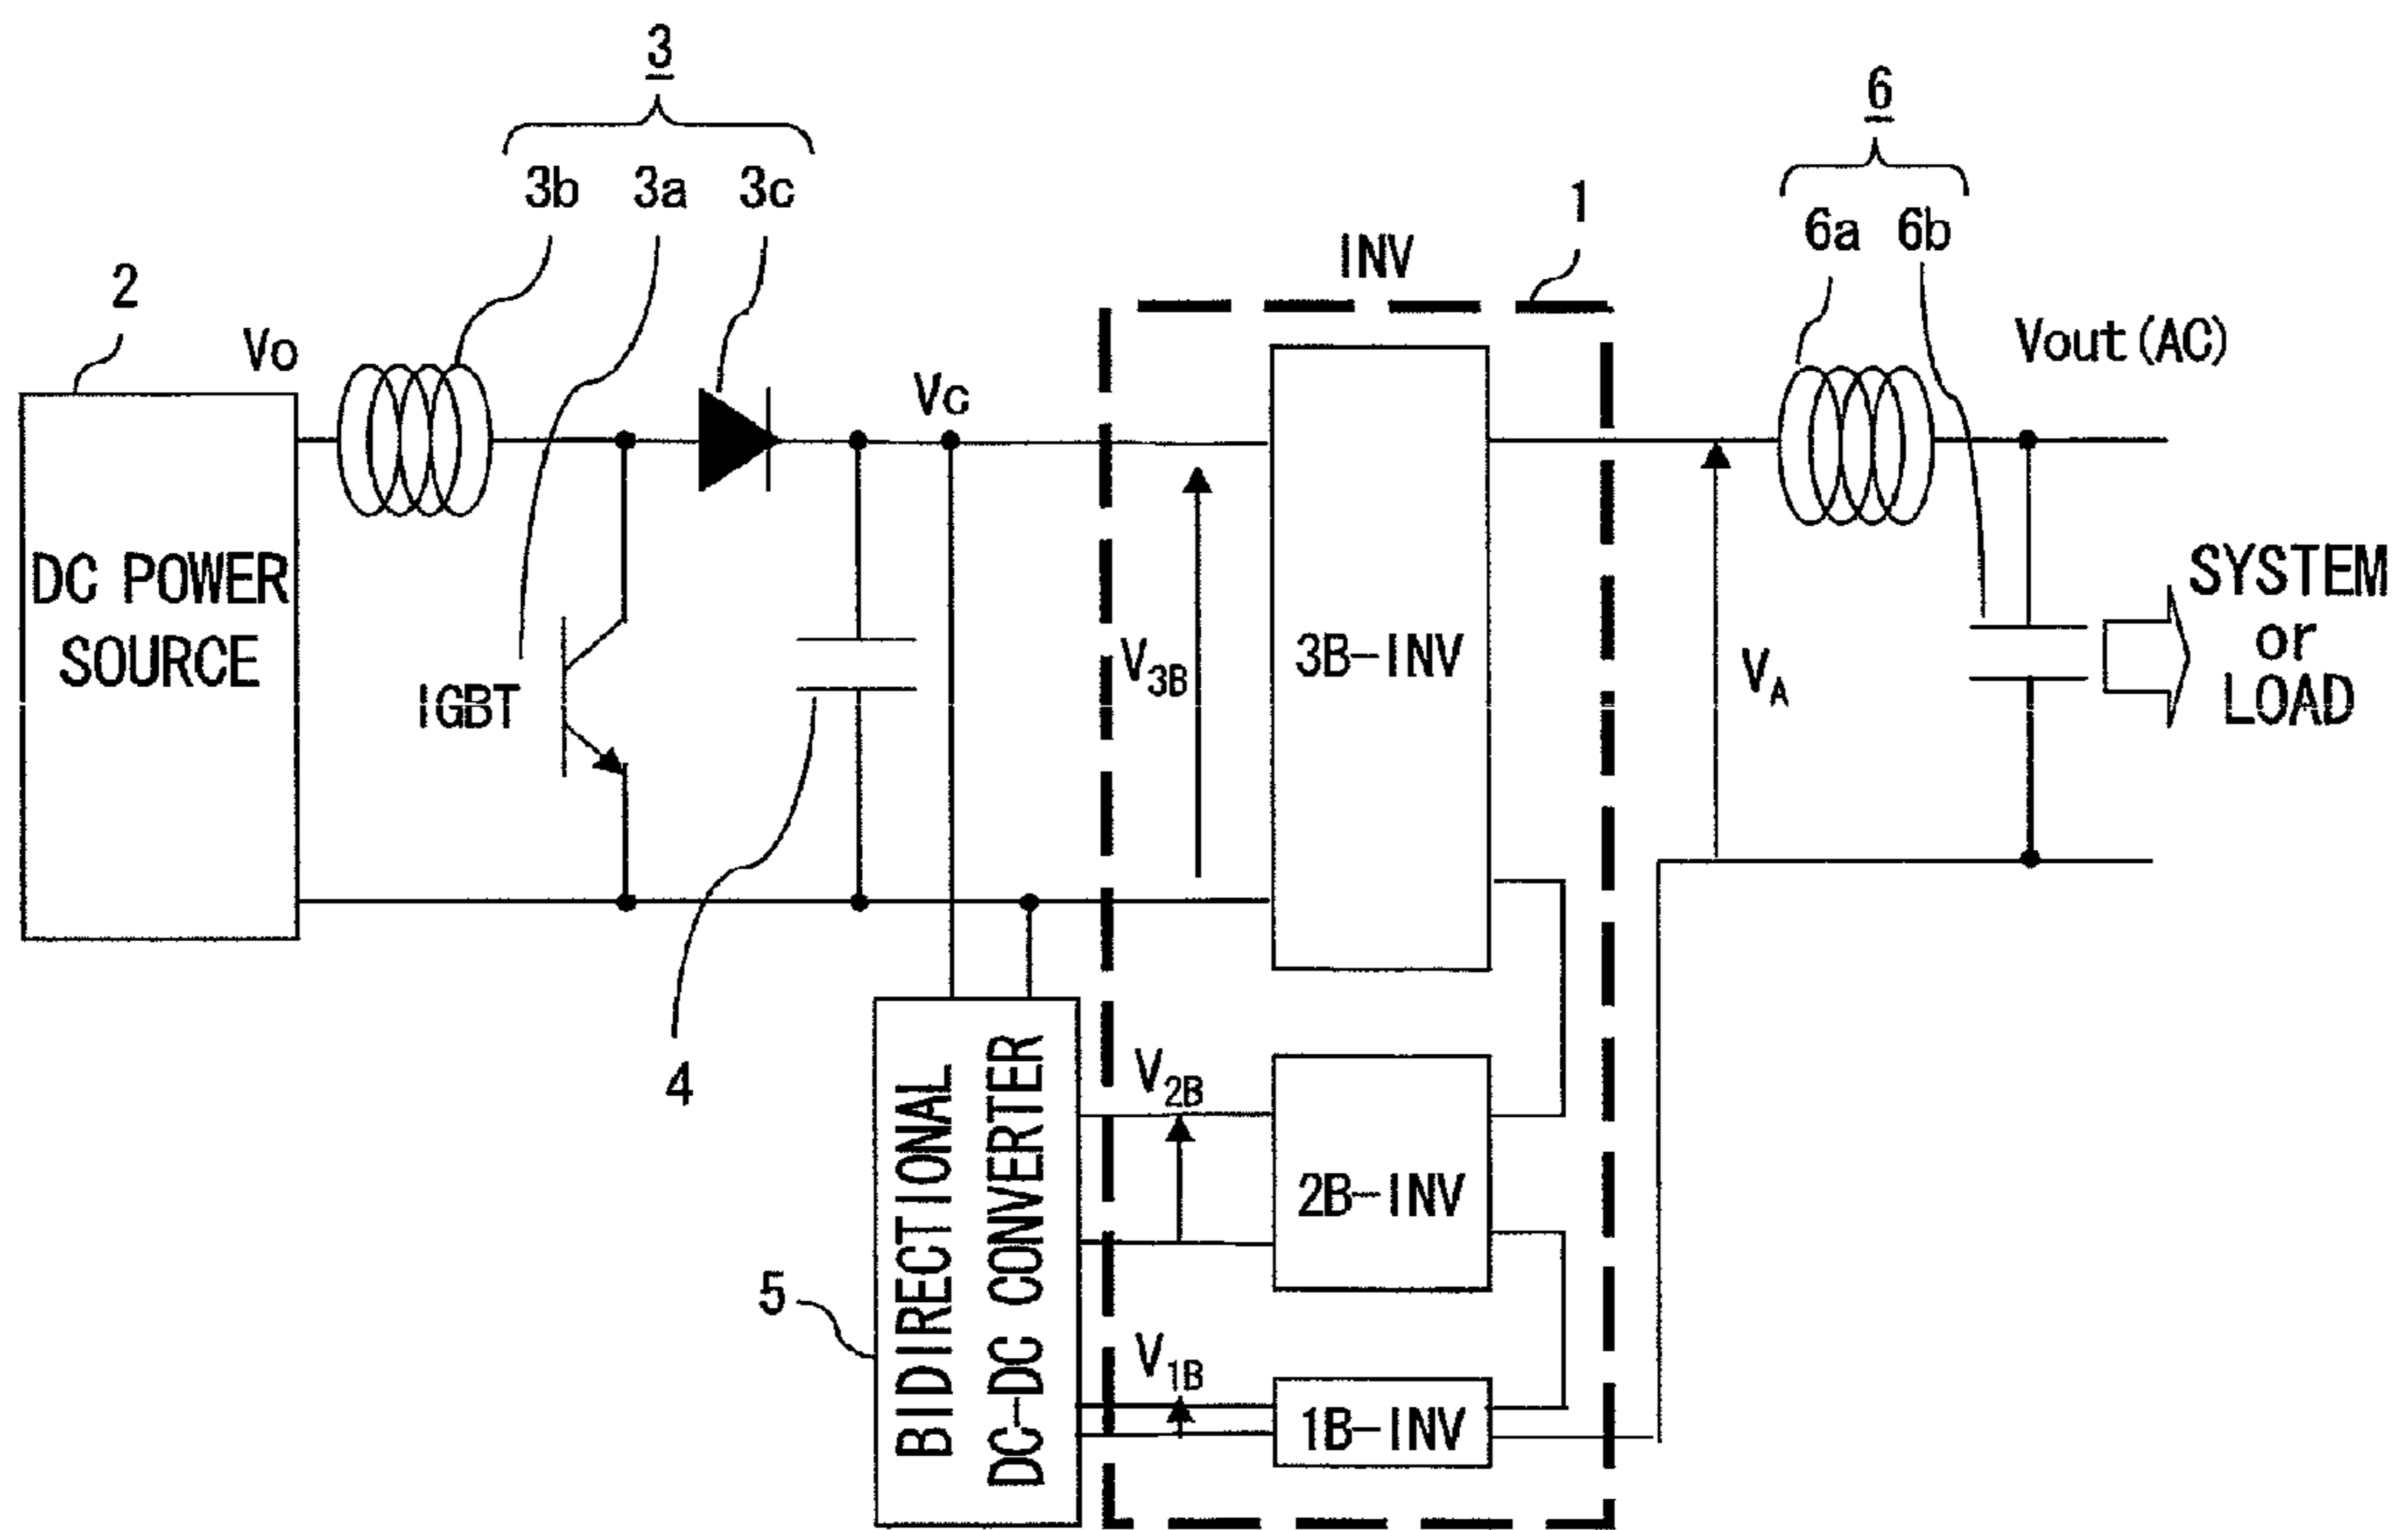 3
3b 3a 3c
6
6a 6b
1
INV
2
Vo
Vc
Vout(AC)
DC POWER
SOURCE
IGBT
V3B
3B-INV
VA
SYSTEM
or
LOAD
4
5
BIDIRECTIONAL
DC-DC CONVERTER
V2B
2B-INV
V1B
1B-INV